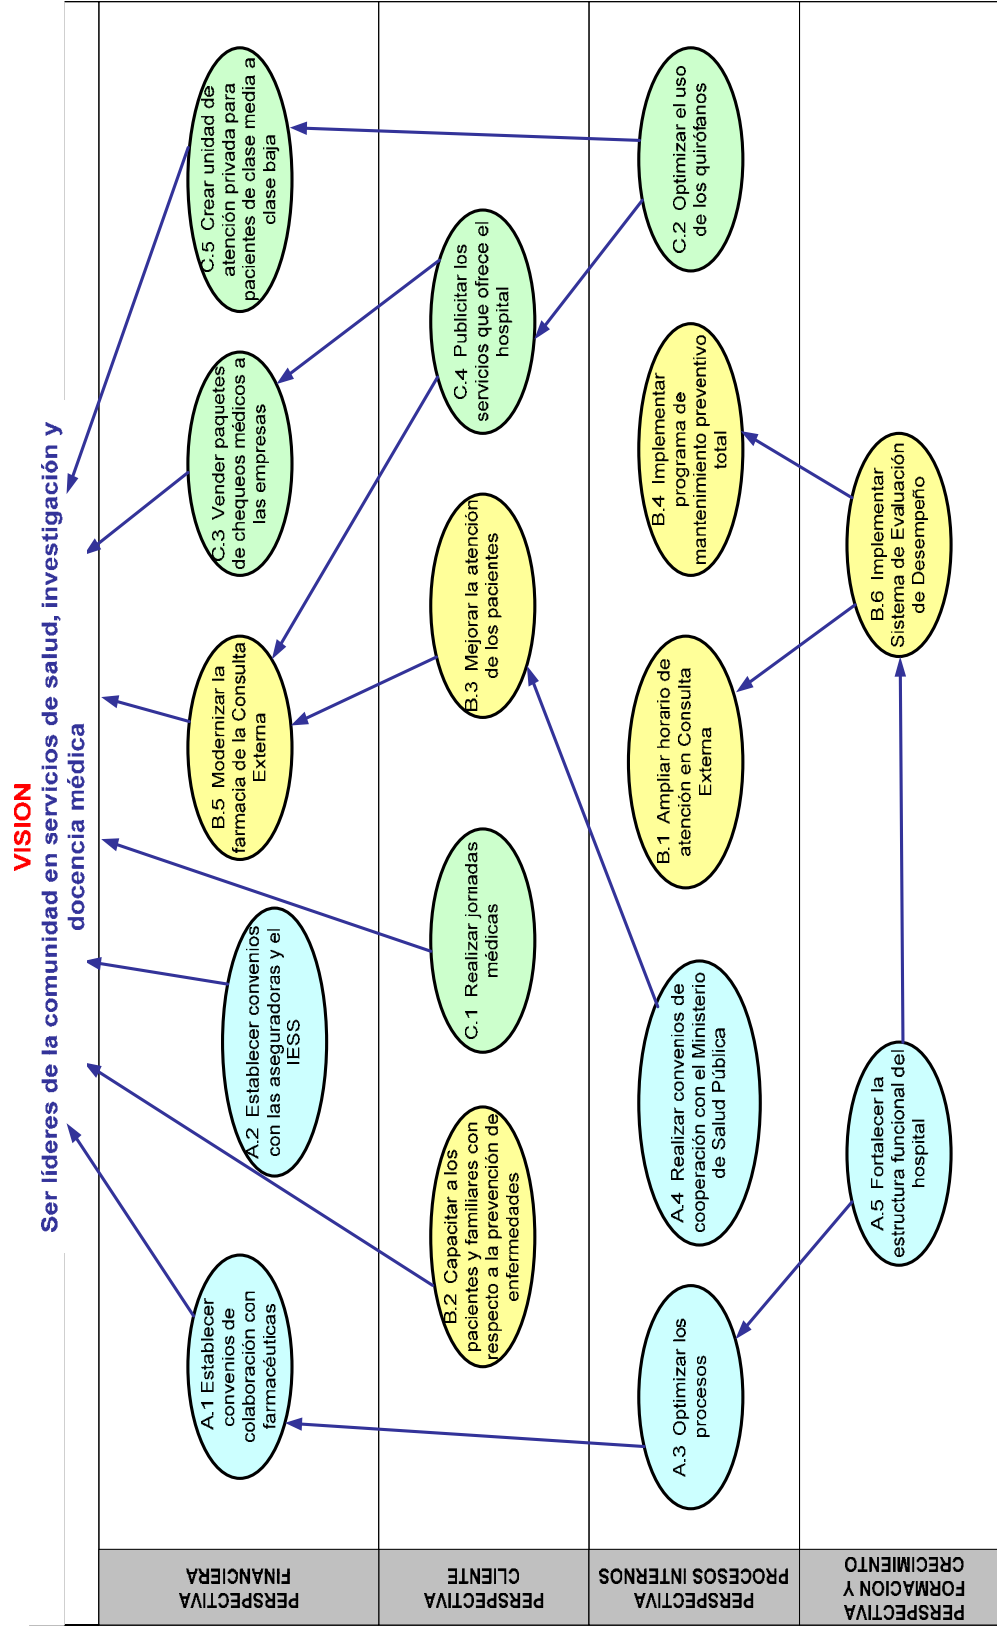 VISION
Ser líderes de la comunidad en servicios de salud, investigación y
docencia médica
PERSPECTIVA
FINANCIERA
A.1 Establecer
convenios de
colaboración con
farmacéuticas
A.2 Establecer convenios
con las aseguradoras y el
IESS
B.5 Modernizar la
farmacia de la Consulta
Externa
C.3 Vender paquetes
de chequeos médicos a
las empresas
C.5 Crear unidad de
atención privada para
pacientes de clase media a
clase baja
PERSPECTIVA
CLIENTE
B.2 Capacitar a los
pacientes y familiares con
respecto a la prevención de
enfermedades
C.1 Realizar jornadas
médicas
B.3 Mejorar la atención
de los pacientes
C.4 Publicitar los
servicios que ofrece el
hospital
PERSPECTIVA
PROCESOS INTERNOS
A.3 Optimizar los
procesos
A.4 Realizar convenios de
cooperación con el Ministerio
de Salud Pública
B.1 Ampliar horario de
atención en Consulta
Externa
B.4 Implementar
programa de
mantenimiento preventivo
total
C.2 Optimizar el uso
de los quirófanos
PERSPECTIVA
FORMACION Y
CRECIMIENTO
A.5 Fortalecer la
estructura funcional del
hospital
B.6 Implementar
Sistema de Evaluación
de Desempeño